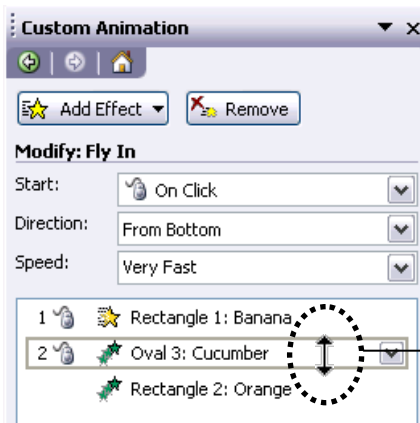 Custom Animation
Add Effect Remove
Modify: Fly In
Start: On Click
Direction: From Bottom
Speed: Very Fast
1 Rectangle 1: Banana
2 Oval 3: Cucumber
Rectangle 2: Orange